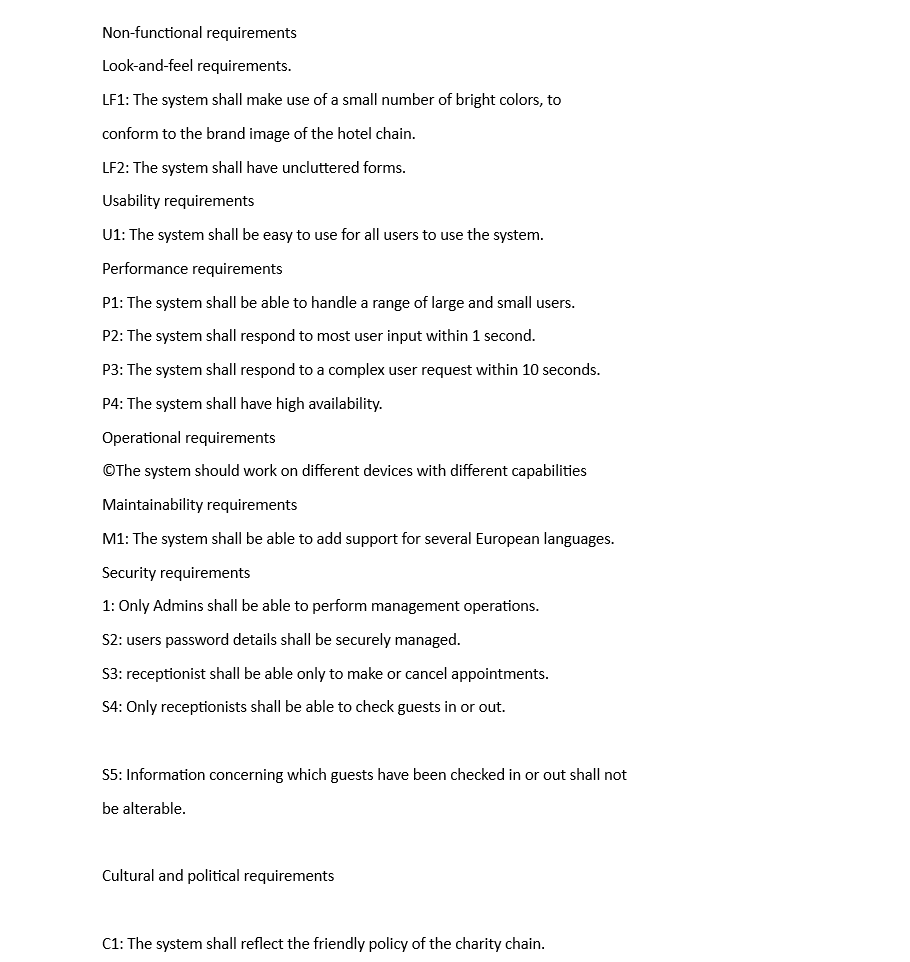 Non-functional requirements
Look-and-feel requirements.
LF1: The system shall make use of a small number of bright colors, to
conform to the brand image of the hotel chain.
LF2: The system shall have uncluttered forms.
Usability requirements
U1: The system shall be easy to use for all users to use the system.
Performance requirements
P1: The system shall be able to handle a range of large and small users.
P2: The system shall respond to most user input within 1 second.
P3: The system shall respond to a complex user request within 10 seconds.
P4: The system shall have high availability.
Operational requirements
©The system should work on different devices with different capabilities
Maintainability requirements
M1: The system shall be able to add support for several European languages.
Security requirements
1: Only Admins shall be able to perform management operations.
S2: users password details shall be securely managed.
S3: receptionist shall be able only to make or cancel appointments.
S4: Only receptionists shall be able to check guests in or out.
S5: Information concerning which guests have been checked in or out shall not
be alterable.
Cultural and political requirements
C1: The system shall reflect the friendly policy of the charity chain.